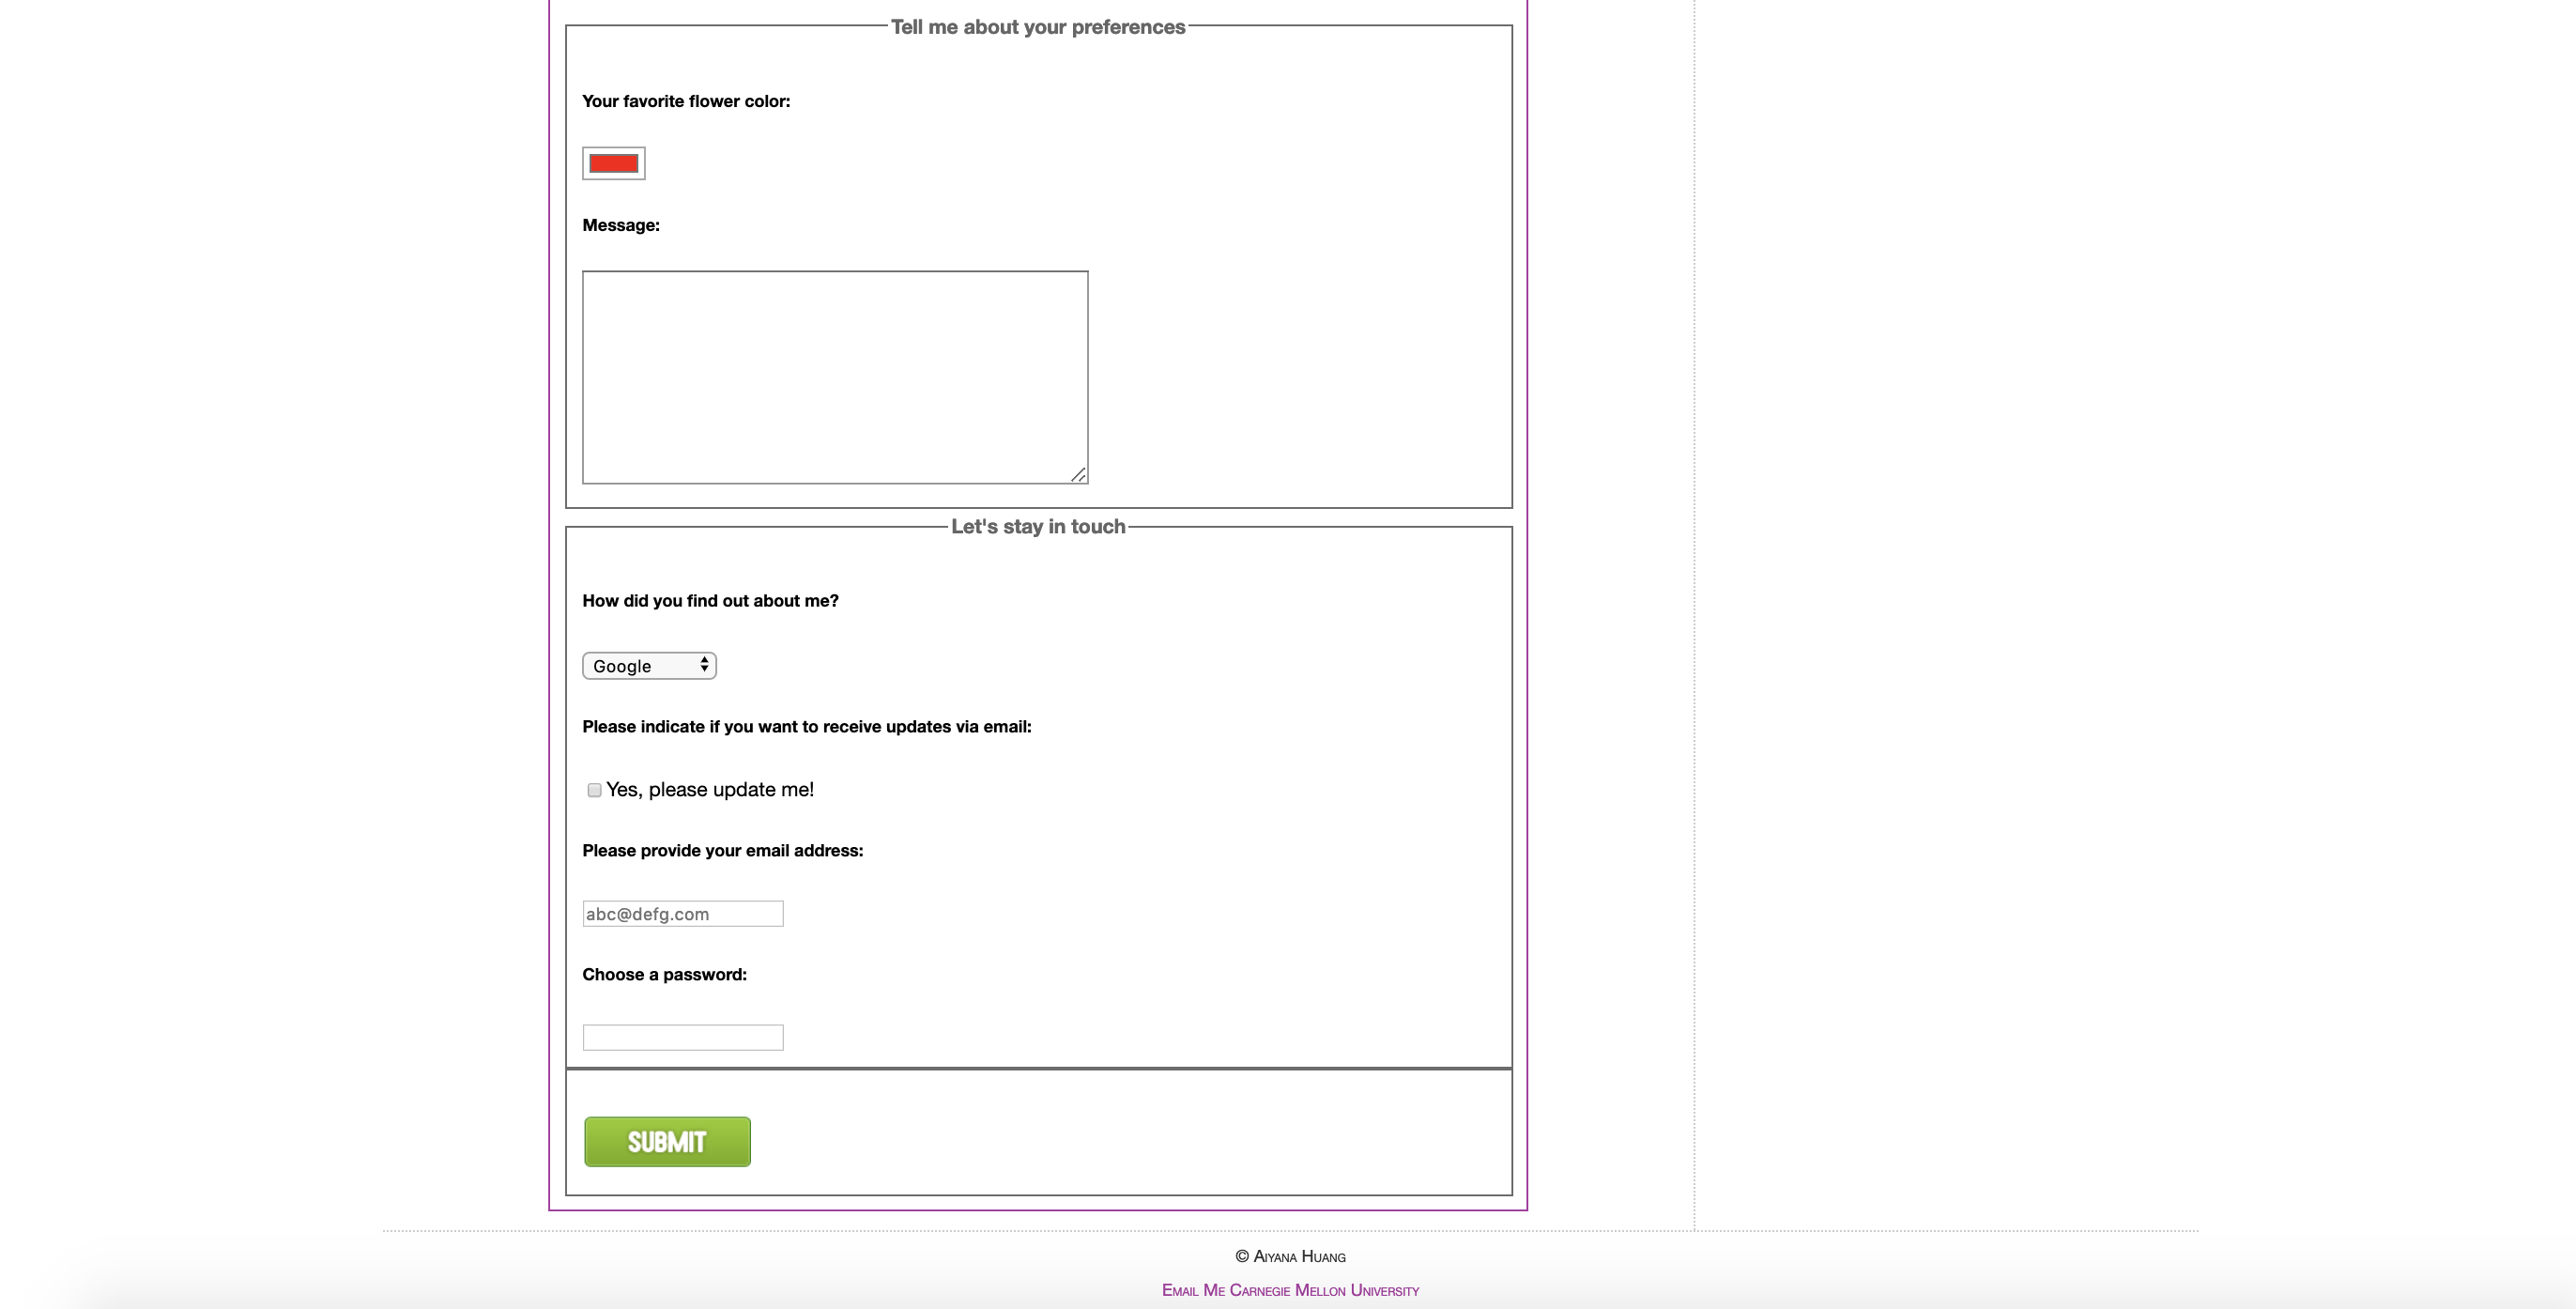 Tell me about your preferences
Your favorite flower color:
Message:
Let's stay in touch
How did you find out about me?
Google
Please indicate if you want to receive updates via email:
Yes, please update me!
Please provide your email address:
abc@defg.com
Choose a password:
SUBMIT
© Aiyana Huang
Email Me Carnegie Mellon University